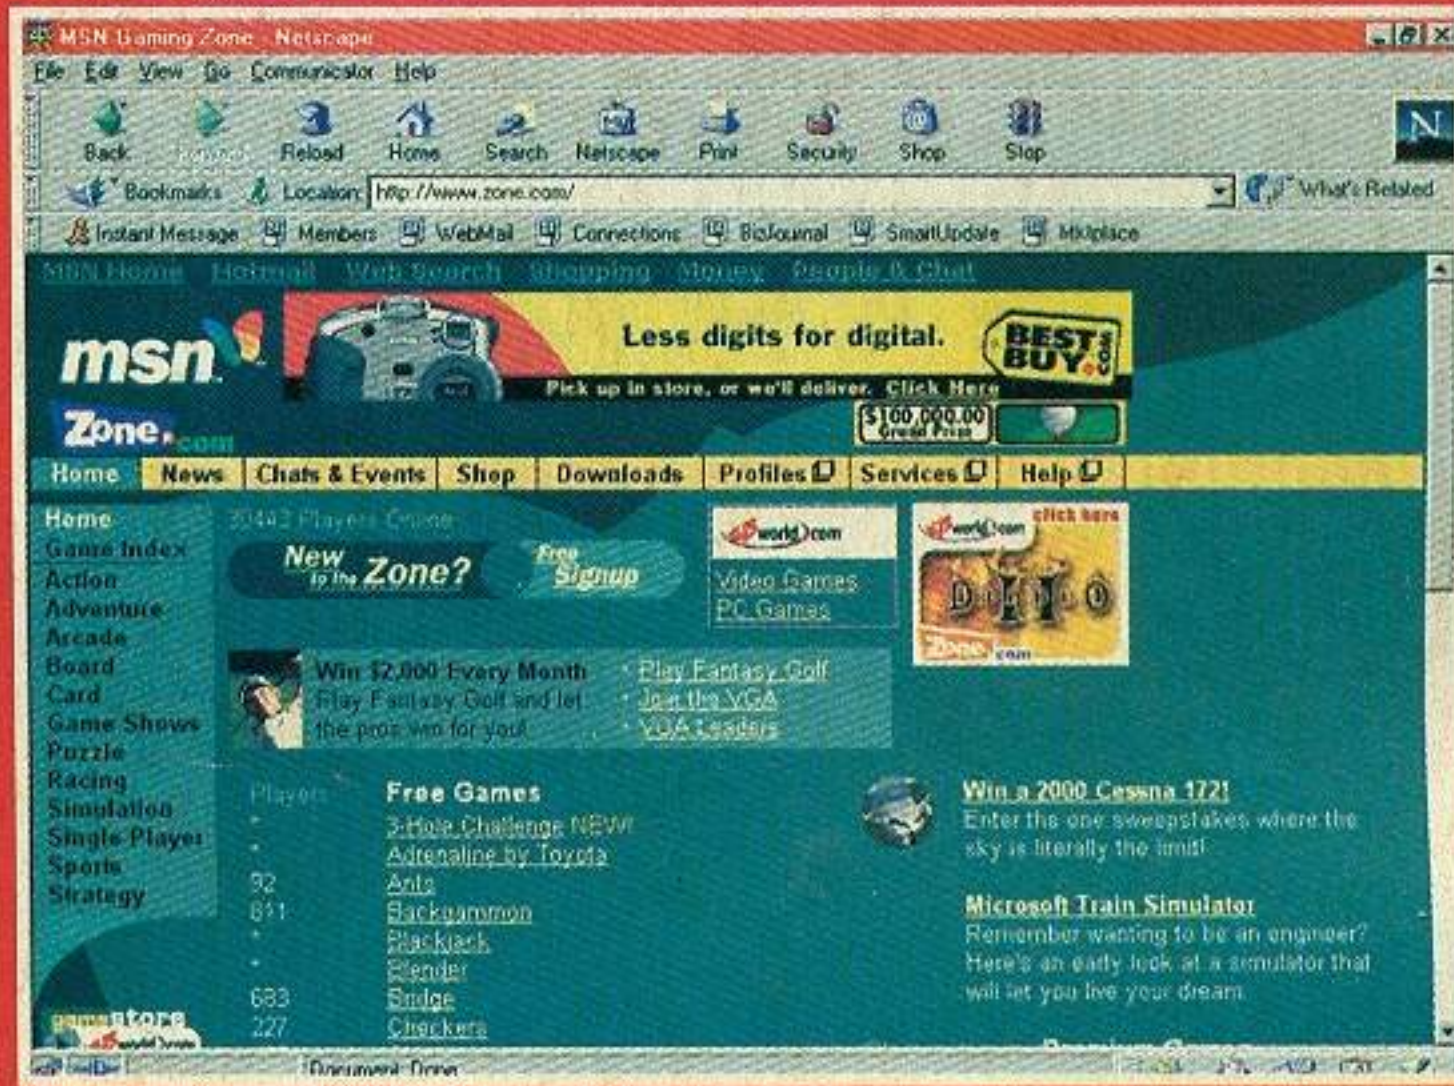 MSN Gaming Zone - Netscape
File Edit View Go Communicator Help
Back Reload Home Search Netscape Print Security Shop Stop
N
Bookmarks Location: http://www.zone.com/ What's Related
Instant Message Members WebMail Connections BizJournal SmartUpdate Mktplace
MSN Home Hotmail Web Search Shopping Money People & Chat
msn
Less digits for digital.
BEST BUY.COM
Pick up in store, or we'll deliver. Click Here
Zone.com
$100,000.00
Grand Prize
Home News Chats & Events Shop Downloads Profiles Services Help
Home
Game Index
Action
Adventure
Arcade
Board
Card
Game Shows
Puzzle
Racing
Simulation
Single Player
Sports
Strategy
gamestore
world.com
Players Online
New to the Zone?
Free Signup
world.com
Video Games
PC Games
click here
world.com
Zone.com
Win $2,000 Every Month
Play Fantasy Golf and let
the pros win for you!
Play Fantasy Golf
Join the VGA
VGA Leaders
Players Free Games
* 3-Hole Challenge NEW!
* Adrenaline by Toyota
92 Ants
Backgammon
* Blackjack
* Blender
683 Bridge
227 Checkers
Win a 2000 Cessna 172!
Enter the one sweepstakes where the
sky is literally the limit!
Microsoft Train Simulator
Remember wanting to be an engineer?
Here's an early look at a simulator that
will let you live your dream.
Document: Done